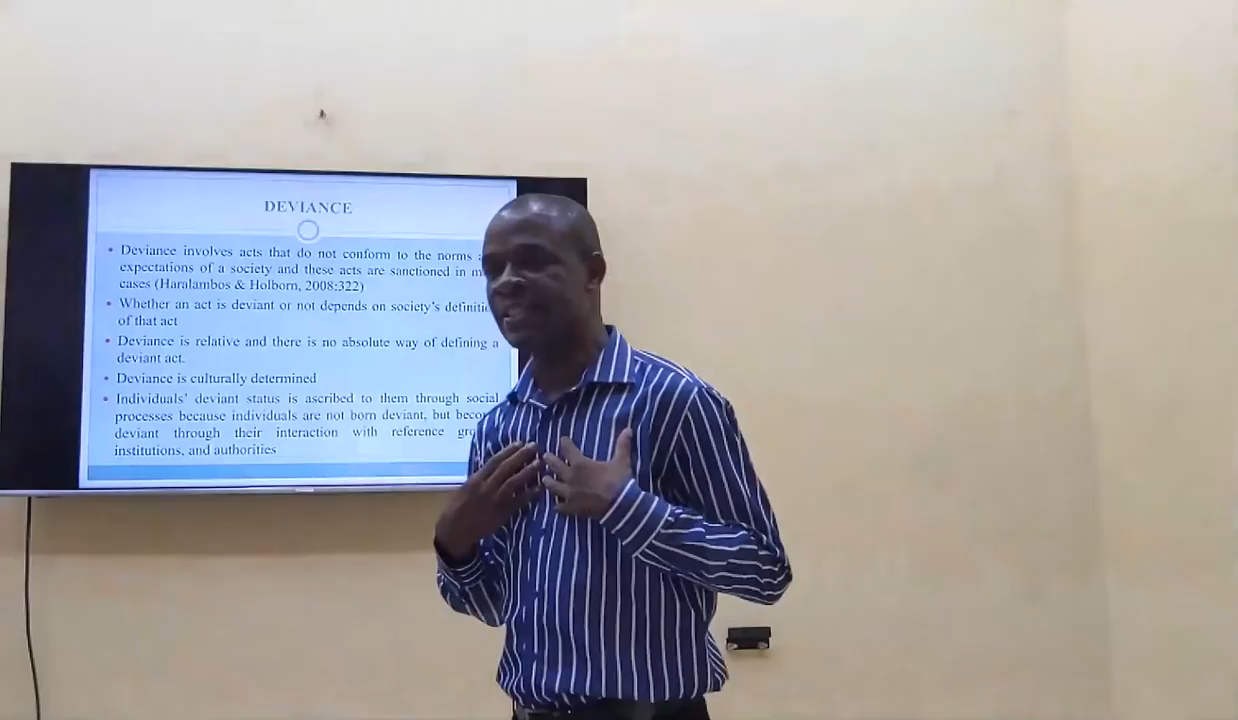 DEVIANCE
• Deviance involves acts that do not conform to the norms
expectations of a society and these acts are sanctioned in
cases (Haralambos & Holborn, 2008:322)
• Whether an act is deviant or not depends on society's
of that act
• Deviance is relative and there is no absolute way of defining a
deviant act.
• Deviance is culturally determined
• Individuals' deviant status is ascribed to them through social
processes because individuals are not born deviant, but
deviant through their interaction with reference
institutions, and authorities